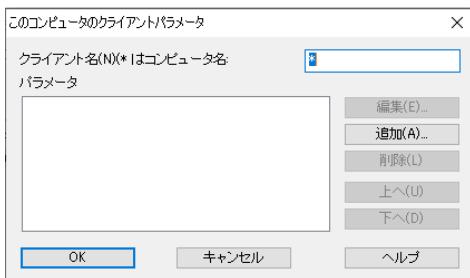 このコンピュータのクライアントパラメータ
クライアント名(N)(* はコンピュータ名:
*
パラメータ
編集(E)...
追加(A)...
削除(L)
上へ(U)
下へ(D)
OK
キャンセル
ヘルプ